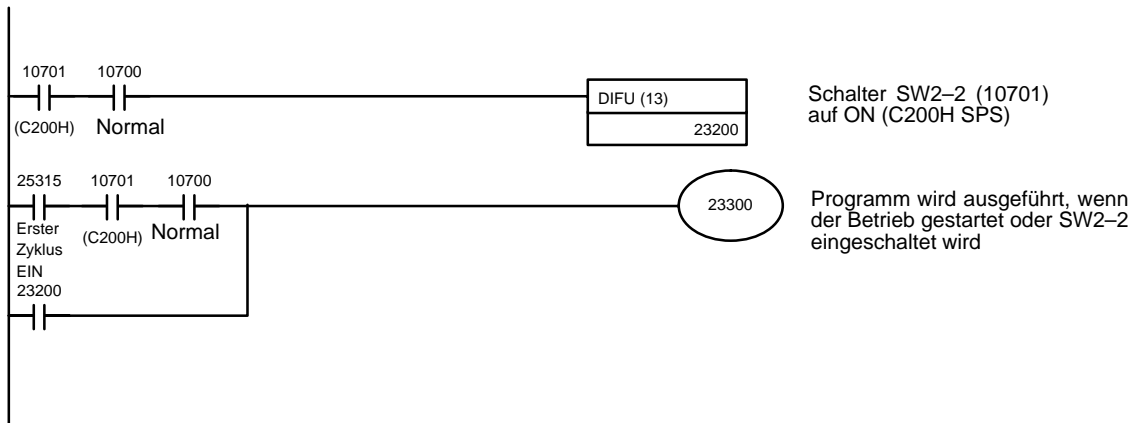 10701 10700
DIFU (13)
23200
(C200H) Normal
Schalter SW2–2 (10701)
auf ON (C200H SPS)
25315 10701 10700
Erster
Zyklus
EIN
(C200H) Normal
23300
23200
Programm wird ausgeführt, wenn
der Betrieb gestartet oder SW2–2
eingeschaltet wird